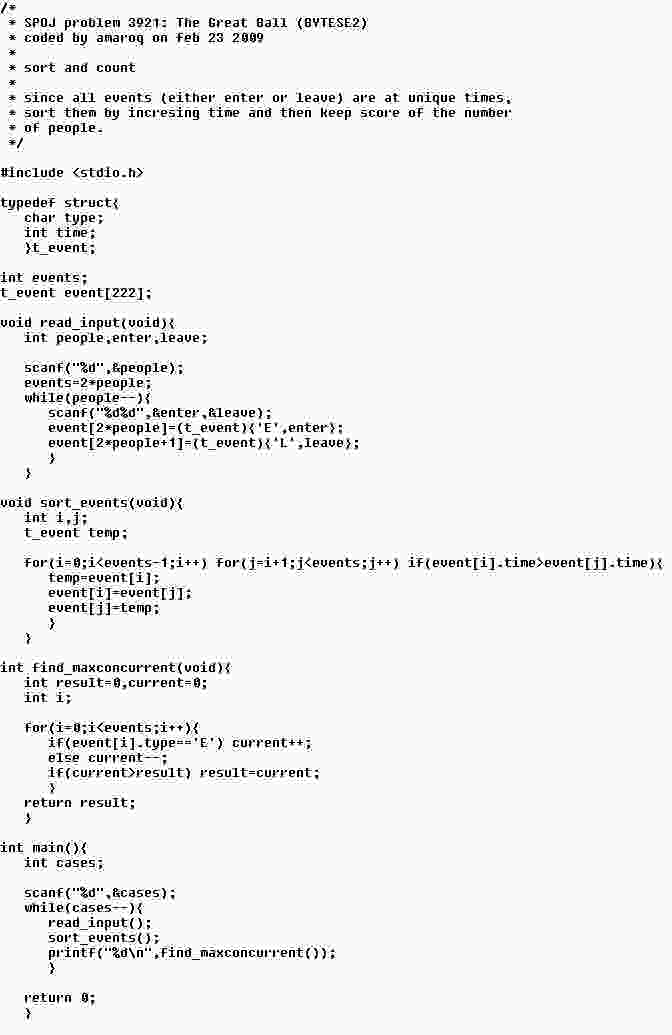 /*
 * SPOJ problem 3921: The Great Ball (BYTESE2)
 * coded by amaroq on Feb 23 2009
 *
 * sort and count
 *
 * since all events (either enter or leave) are at unique times,
 * sort them by incresing time and then keep score of the number
 * of people.
 */

#include <stdio.h>

typedef struct{
   char type;
   int time;
   }t_event;

int events;
t_event event[222];

void read_input(void){
   int people,enter,leave;

   scanf("%d",&people);
   events=2*people;
   while(people--){
      scanf("%d%d",&enter,&leave);
      event[2*people]=(t_event){'E',enter};
      event[2*people+1]=(t_event){'L',leave};
      }
   }

void sort_events(void){
   int i,j;
   t_event temp;

   for(i=0;i<events-1;i++) for(j=i+1;j<events;j++) if(event[i].time>event[j].time){
      temp=event[i];
      event[i]=event[j];
      event[j]=temp;
      }
   }

int find_maxconcurrent(void){
   int result=0,current=0;
   int i;

   for(i=0;i<events;i++){
      if(event[i].type=='E') current++;
      else current--;
      if(current>result) result=current;
      }
   return result;
   }

int main(){
   int cases;

   scanf("%d",&cases);
   while(cases--){
      read_input();
      sort_events();
      printf("%d\n",find_maxconcurrent());
      }

   return 0;
   }